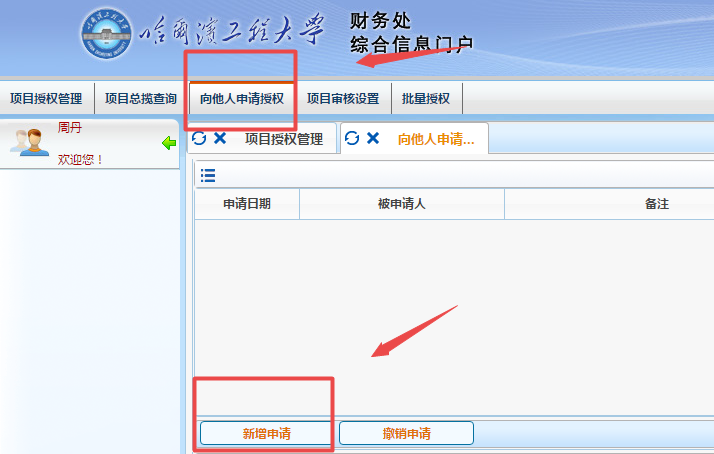 哈尔滨工程大学
财务处
综合信息门户
项目授权管理 项目总揽查询 向他人申请授权 项目审核设置 批量授权
周丹
欢迎您！
项目授权管理 向他人申请...
申请日期 被申请人 备注
新增申请 撤销申请